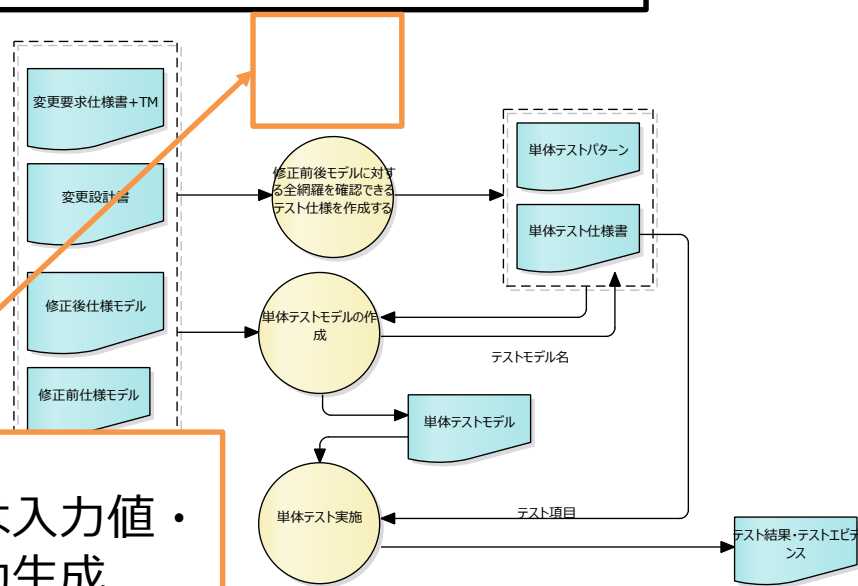 変更要求仕様書+TM
変更設計書
修正後仕様モデル
修正前仕様モデル
修正前後モデルに対す
る全網羅を確認できる
テスト仕様を作成する
単体テストパターン
単体テスト仕様書
単体テストモデルの作
成
テストモデル名
単体テストモデル
単体テスト実施
テスト項目
テスト結果・テストエビデ
ンス
入力値・
生成